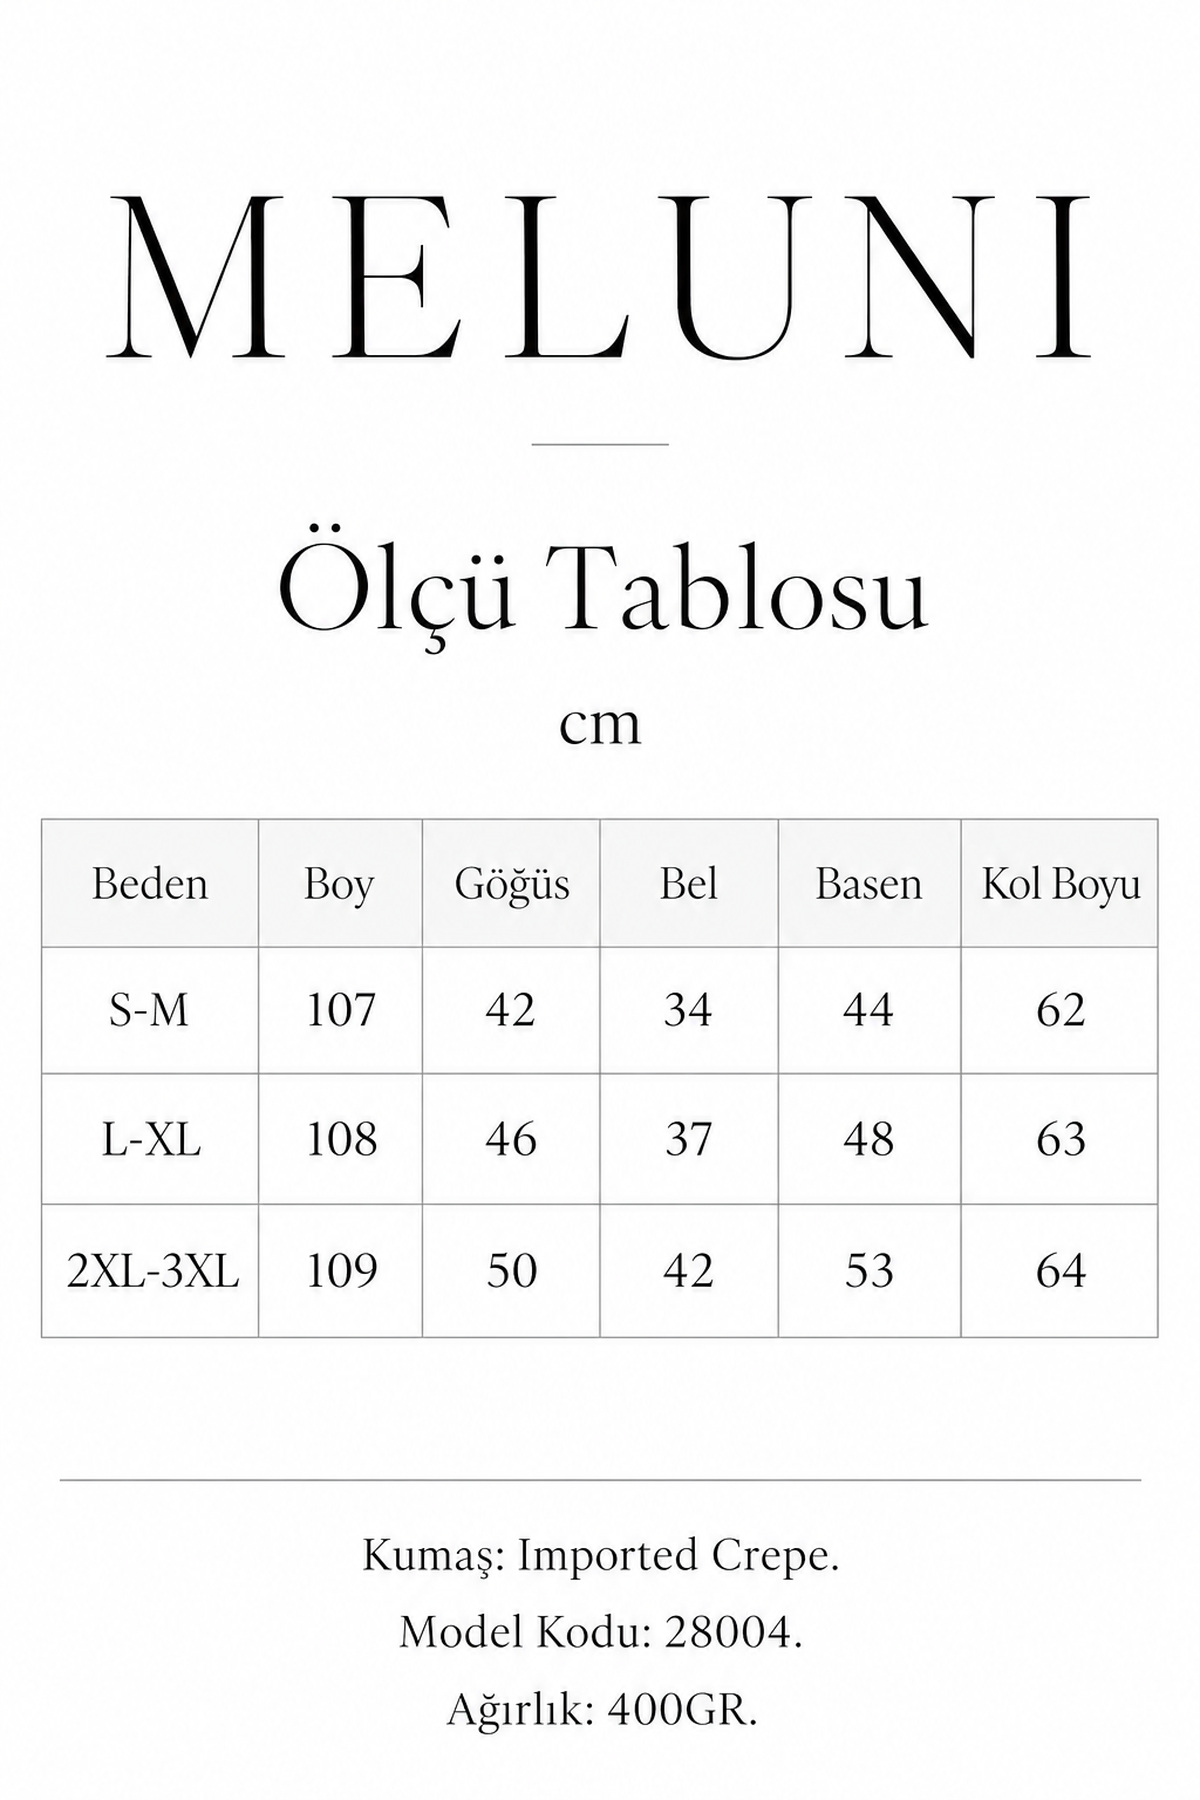 MELUNI
Ölçü Tablosu
cm
Beden Boy Göğüs Bel Basen Kol Boyu
S-M 107 42 34 44 62
L-XL 108 46 37 48 63
2XL-3XL 109 50 42 53 64
Kumaş: Imported Crepe.
Model Kodu: 28004.
Ağırlık: 400GR.